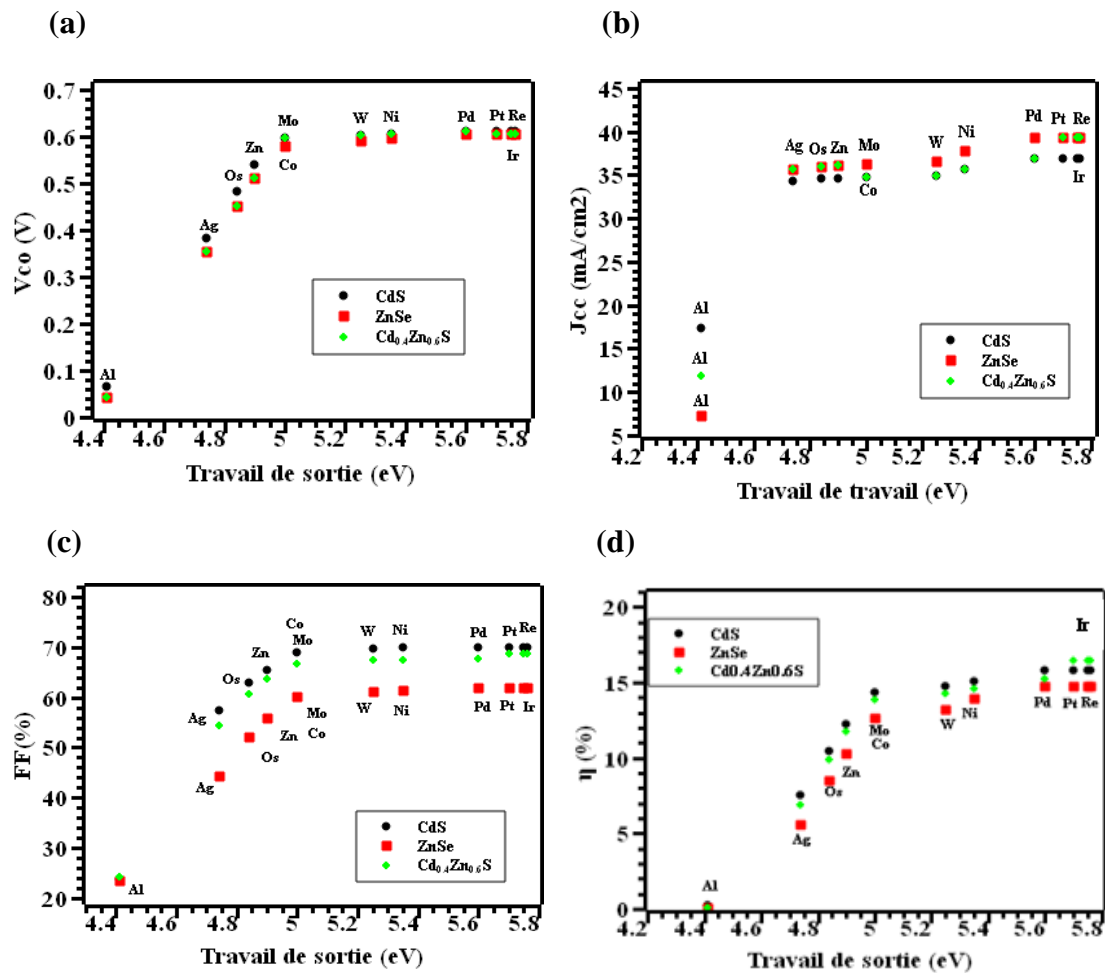 (a)
0.7
0.6
0.5
0.4
0.3
0.2
0.1
0
Vco (V)
Al
Ag
Os
Zn
Mo
Co
W
Ni
Pd
Pt Re
Ir
CdS
ZnSe
Cd0.4Zn0.6S
4.4 4.6 4.8 5 5.2 5.4 5.6 5.8
Travail de sortie (eV)
(b)
45
40
35
30
25
20
15
10
5
Jcc (mA/cm2)
Al
Al
Al
Ag Os Zn Mo
Co
W
Ni
Pd Pt Re
Ir
CdS
ZnSe
Cd0.4Zn0.6S
4.2 4.4 4.6 4.8 5 5.2 5.4 5.6 5.8
Travail de travail (eV)
(c)
80
70
60
50
40
30
20
FF(%)
Al
Ag
Os
Zn
Co
Mo
W
Ni
Pd Pt Re
Ag
Os
Zn
Mo
Co
W
Ni
Pd Pt Ir
CdS
ZnSe
Cd0.4Zn0.6S
4.4 4.6 4.8 5 5.2 5.4 5.6 5.8
Travail de sortie (eV)
(d)
20
15
10
5
0
η (%)
CdS
ZnSe
Cd0.4Zn0.6S
Al
Ag
Os
Zn
Mo
Co
W
Ni
Pd Pt Re
Ir
4.2 4.4 4.6 4.8 5 5.2 5.4 5.6 5.8
Travail de sortie (eV)